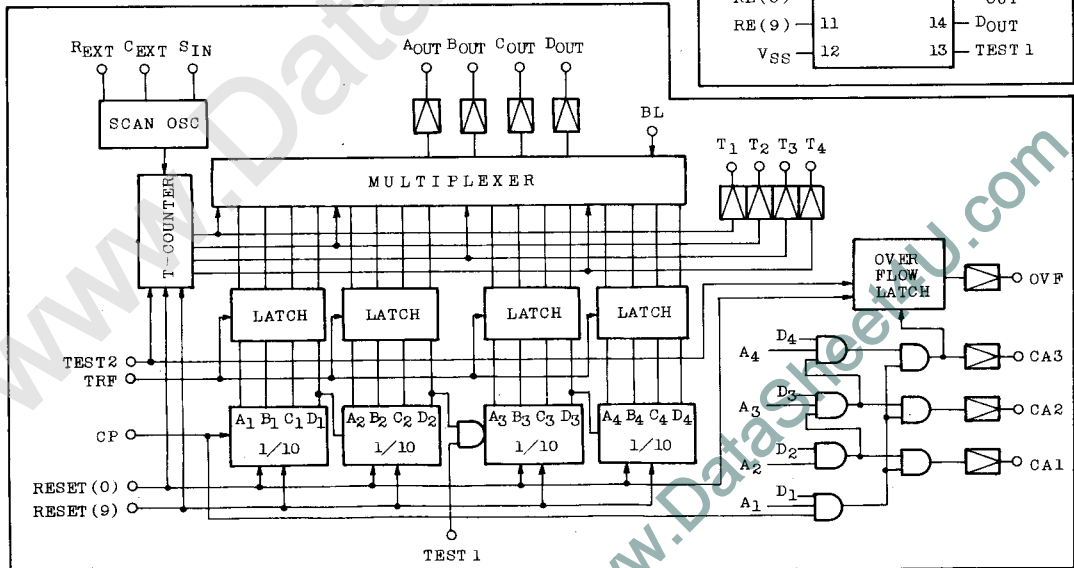 RE(9) 11 14 DOUT
VSS 12 13 TEST 1
REXT CEXT SIN
AOUT BOUT COUT DOUT
SCAN OSC
BL
T1 T2 T3 T4
MULTIPLEXER
T-COUNTER
OVER
FLOW
LATCH
OVF
LATCH LATCH LATCH LATCH
TEST2
TRF
D4
A4
CA3
D3
A3
CA2
A1 B1 C1 D1 A2 B2 C2 D2 A3 B3 C3 D3 A4 B4 C4 D4
CP
1/10 1/10 1/10 1/10
D2
A2
CA1
RESET(0)
RESET(9)
D1
A1
TEST 1
www.Data
www.DataSheet4U.com